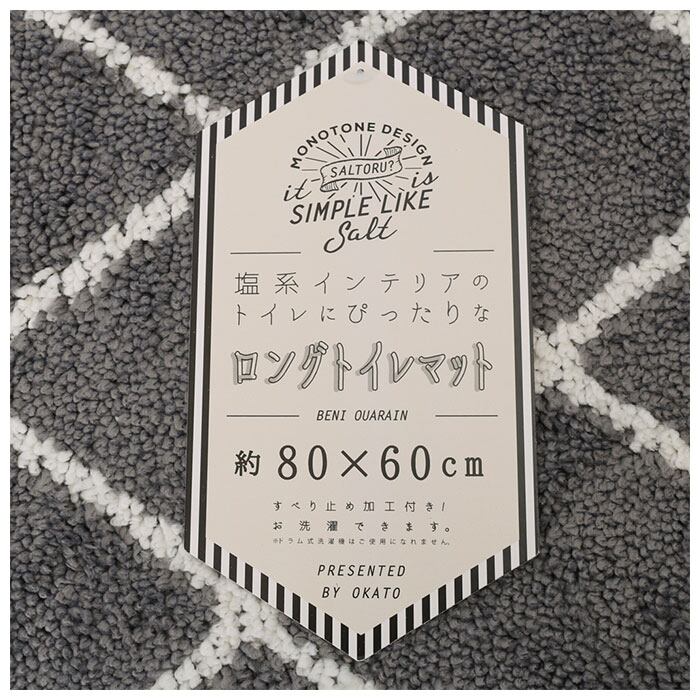 MONOTONE DESIGN
SALTORU?
it is
SIMPLE LIKE
Salt
塩系インテリアの
トイレにぴったりな
ロングトイレマット
BENI OUARAIN
約 80×60cm
すべり止め加工付き!
お洗濯できます。
※ドラム式洗濯機はご使用になれません。
PRESENTED
BY OKATO